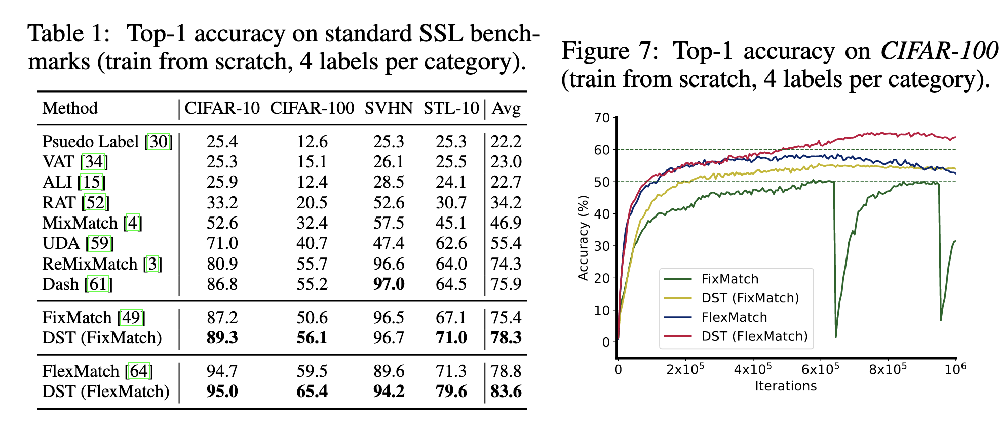 Table 1: Top-1 accuracy on standard SSL bench-
marks (train from scratch, 4 labels per category).
Method CIFAR-10 CIFAR-100 SVHN STL-10 Avg
Psuedo Label [30] 25.4 12.6 25.3 25.3 22.2
VAT [34] 25.3 15.1 26.1 25.5 23.0
ALI [15] 25.9 12.4 28.5 24.1 22.7
RAT [52] 33.2 20.5 52.6 30.7 34.2
MixMatch [4] 52.6 32.4 57.5 45.1 46.9
UDA [59] 71.0 40.7 47.4 62.6 55.4
ReMixMatch [3] 80.9 55.7 96.6 64.0 74.3
Dash [61] 86.8 55.2 97.0 64.5 75.9
FixMatch [49] 87.2 50.6 96.5 67.1 75.4
DST (FixMatch) 89.3 56.1 96.7 71.0 78.3
FlexMatch [64] 94.7 59.5 89.6 71.3 78.8
DST (FlexMatch) 95.0 65.4 94.2 79.6 83.6
Figure 7: Top-1 accuracy on CIFAR-100
(train from scratch, 4 labels per category).
Accuracy (%)
70
60
50
40
30
20
10
0
FixMatch
DST (FixMatch)
FlexMatch
DST (FlexMatch)
0 2x10⁵ 4x10⁵ 6x10⁵ 8x10⁵ 10⁶
Iterations